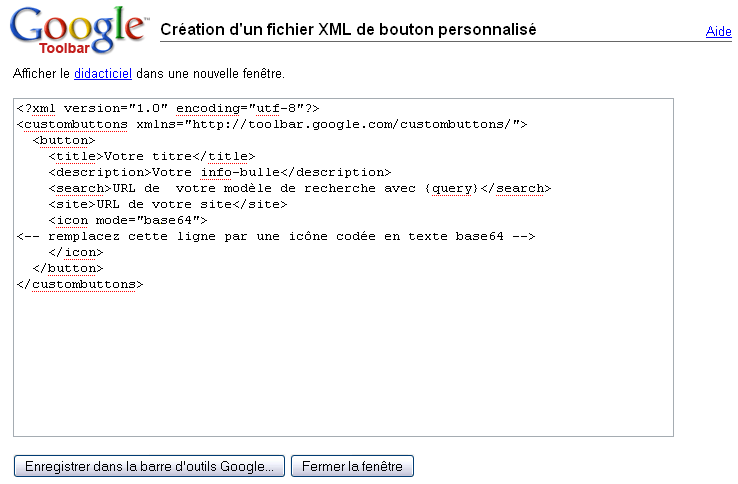 Google™
Toolbar
Création d'un fichier XML de bouton personnalisé
Aide
Afficher le didacticiel dans une nouvelle fenêtre.
<?xml version="1.0" encoding="utf-8"?>
<custombuttons xmlns="http://toolbar.google.com/custombuttons/">
  <button>
    <title>Votre titre</title>
    <description>Votre info-bulle</description>
    <search>URL de  votre modèle de recherche avec {query}</search>
    <site>URL de votre site</site>
    <icon mode="base64">
<-- remplacez cette ligne par une icône codée en texte base64 -->
    </icon>
  </button>
</custombuttons>
Enregistrer dans la barre d'outils Google... Fermer la fenêtre